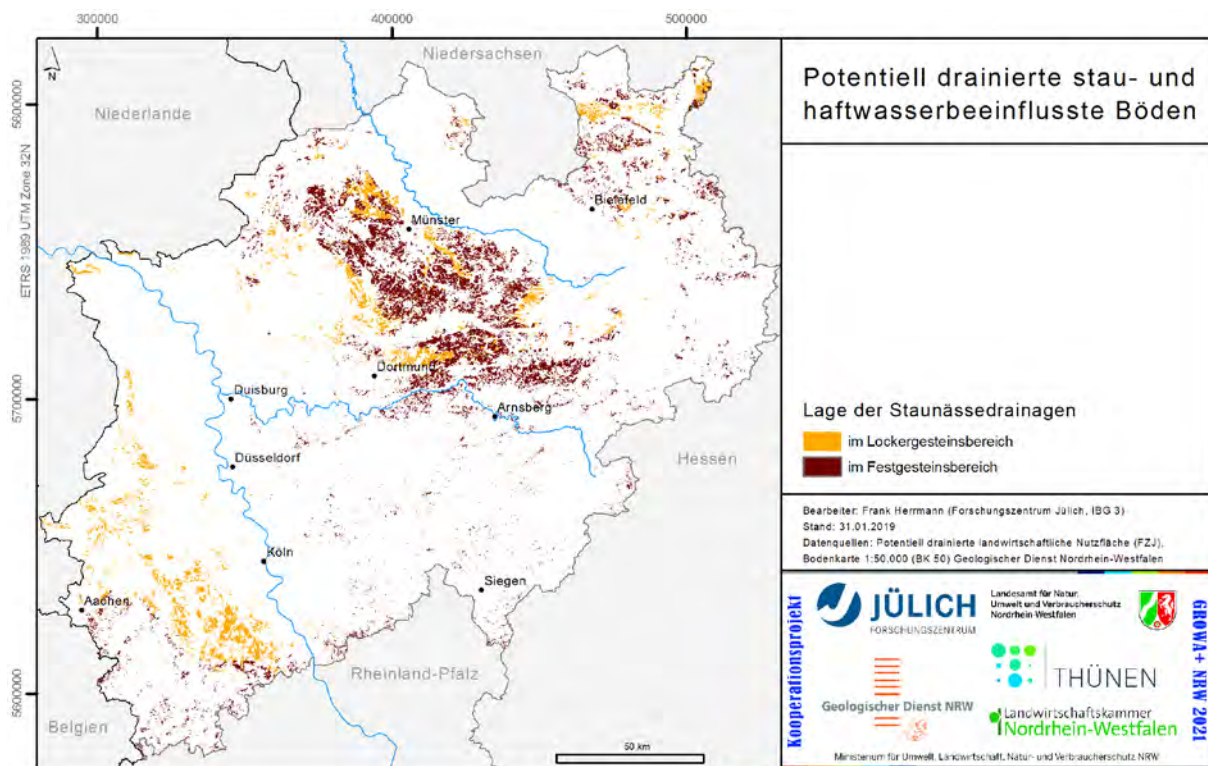 300000
400000
500000
Niedersachsen
Niederlande
N
5800000
ETRS 1989 UTM Zone 32N
Bielefeld
Münster
Dortmund
5700000
Duisburg
Arnsberg
Hessen
Düsseldorf
Köln
Siegen
Aachen
Rheinland-Pfalz
5600000
Belgien
50 km
Potentiell drainierte stau- und
haftwasserbeeinflusste Böden
Lage der Staunässedrainagen
im Lockergesteinsbereich
im Festgesteinsbereich
Bearbeiter: Frank Herrmann (Forschungszentrum Jülich, IBG 3)
Stand: 31.01.2019
Datenquellen: Potentiell drainierte landwirtschaftliche Nutzfläche (FZJ),
Bodenkarte 1:50.000 (BK 50) Geologischer Dienst Nordrhein-Westfalen
Kooperationsprojekt
JÜLICH
FORSCHUNGSZENTRUM
Landesamt für Natur,
Umwelt und Verbraucherschutz
Nordrhein-Westfalen
THÜNEN
Geologischer Dienst NRW
Landwirtschaftskammer
Nordrhein-Westfalen
GROWA+ NRW 2021
Ministerium für Umwelt, Landwirtschaft, Natur- und Verbraucherschutz NRW